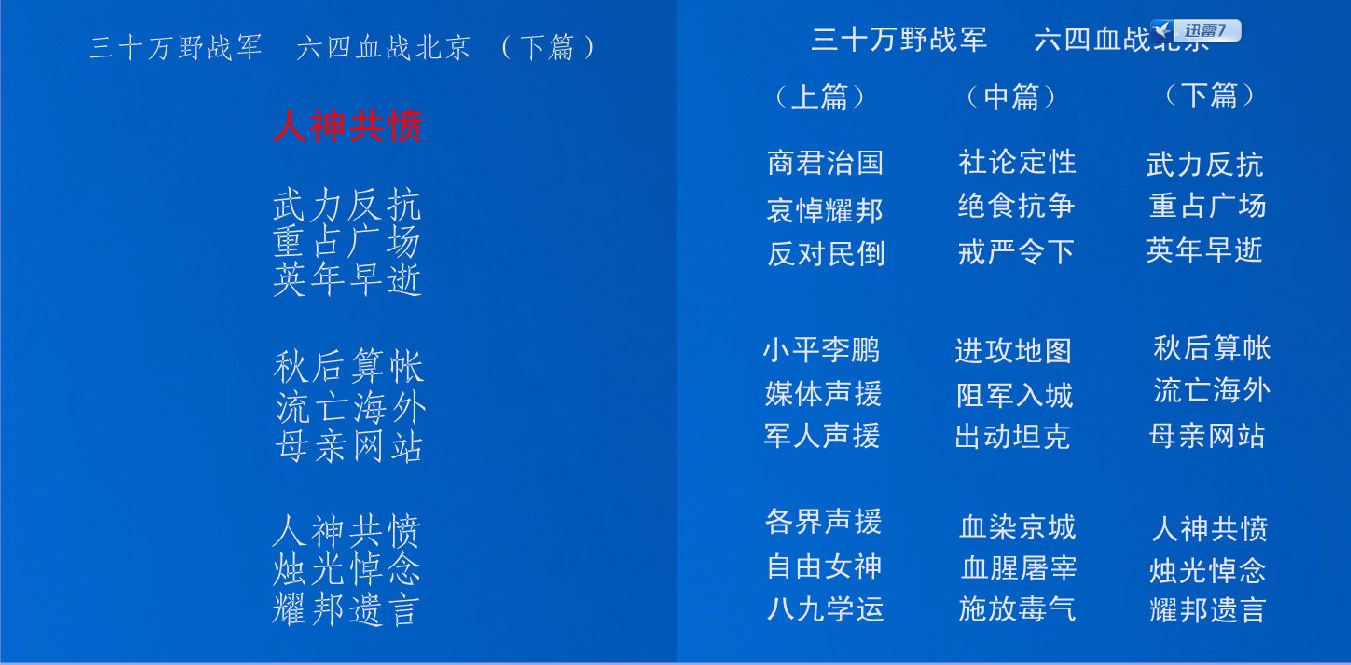 三十万野战军 六四血战北京 （下篇）
人神共愤
武力反抗
重占广场
英年早逝
秋后算帐
流亡海外
母亲网站
人神共愤
烛光悼念
耀邦遗言
三十万野战军 六四血战北京
迅雷7
（上篇） （中篇） （下篇）
商君治国 社论定性 武力反抗
哀悼耀邦 绝食抗争 重占广场
反对民倒 戒严令下 英年早逝
小平李鹏 进攻地图 秋后算帐
媒体声援 阻军入城 流亡海外
军人声援 出动坦克 母亲网站
各界声援 血染京城 人神共愤
自由女神 血腥屠宰 烛光悼念
八九学运 施放毒气 耀邦遗言